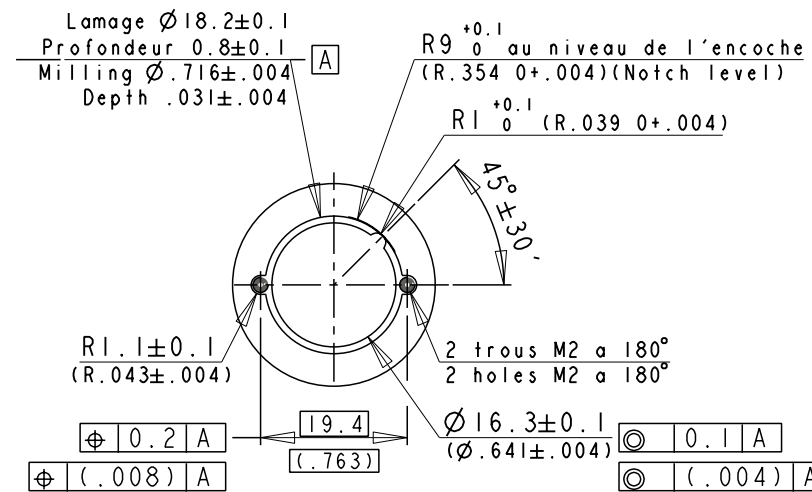 Lamage Ø18.2±0.1
Profondeur 0.8±0.1
Milling Ø.716±.004
Depth .031±.004
A
R9 +0.1 0 au niveau de l'encoche
(R.354 0+.004)(Notch level)
R1 +0.1 0 (R.039 0+.004)
45°±30'
R1.1±0.1
(R.043±.004)
2 trous M2 a 180°
2 holes M2 a 180°
19.4
(.763)
Ø16.3±0.1
(Ø.641±.004)
⌖ 0.2 A
⌖ (.008) A
◎ 0.1 A
◎ (.004) A